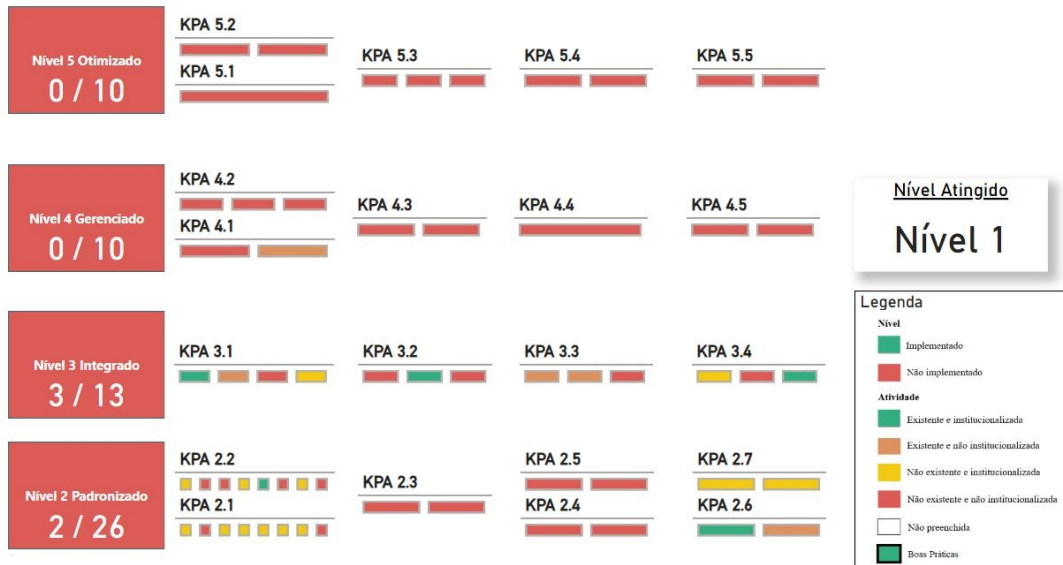 Nível 5 Otimizado
0 / 10
KPA 5.2
KPA 5.1
KPA 5.3
KPA 5.4
KPA 5.5
Nível 4 Gerenciado
0 / 10
KPA 4.2
KPA 4.1
KPA 4.3
KPA 4.4
KPA 4.5
Nível Atingido
Nível 1
Nível 3 Integrado
3 / 13
KPA 3.1
KPA 3.2
KPA 3.3
KPA 3.4
Nível 2 Padronizado
2 / 26
KPA 2.2
KPA 2.1
KPA 2.3
KPA 2.5
KPA 2.4
KPA 2.7
KPA 2.6
Legenda
Nível
Implementado
Não implementado
Atividade
Existente e institucionalizada
Existente e não institucionalizada
Não existente e institucionalizada
Não existente e não institucionalizada
Não preenchida
Boas Práticas